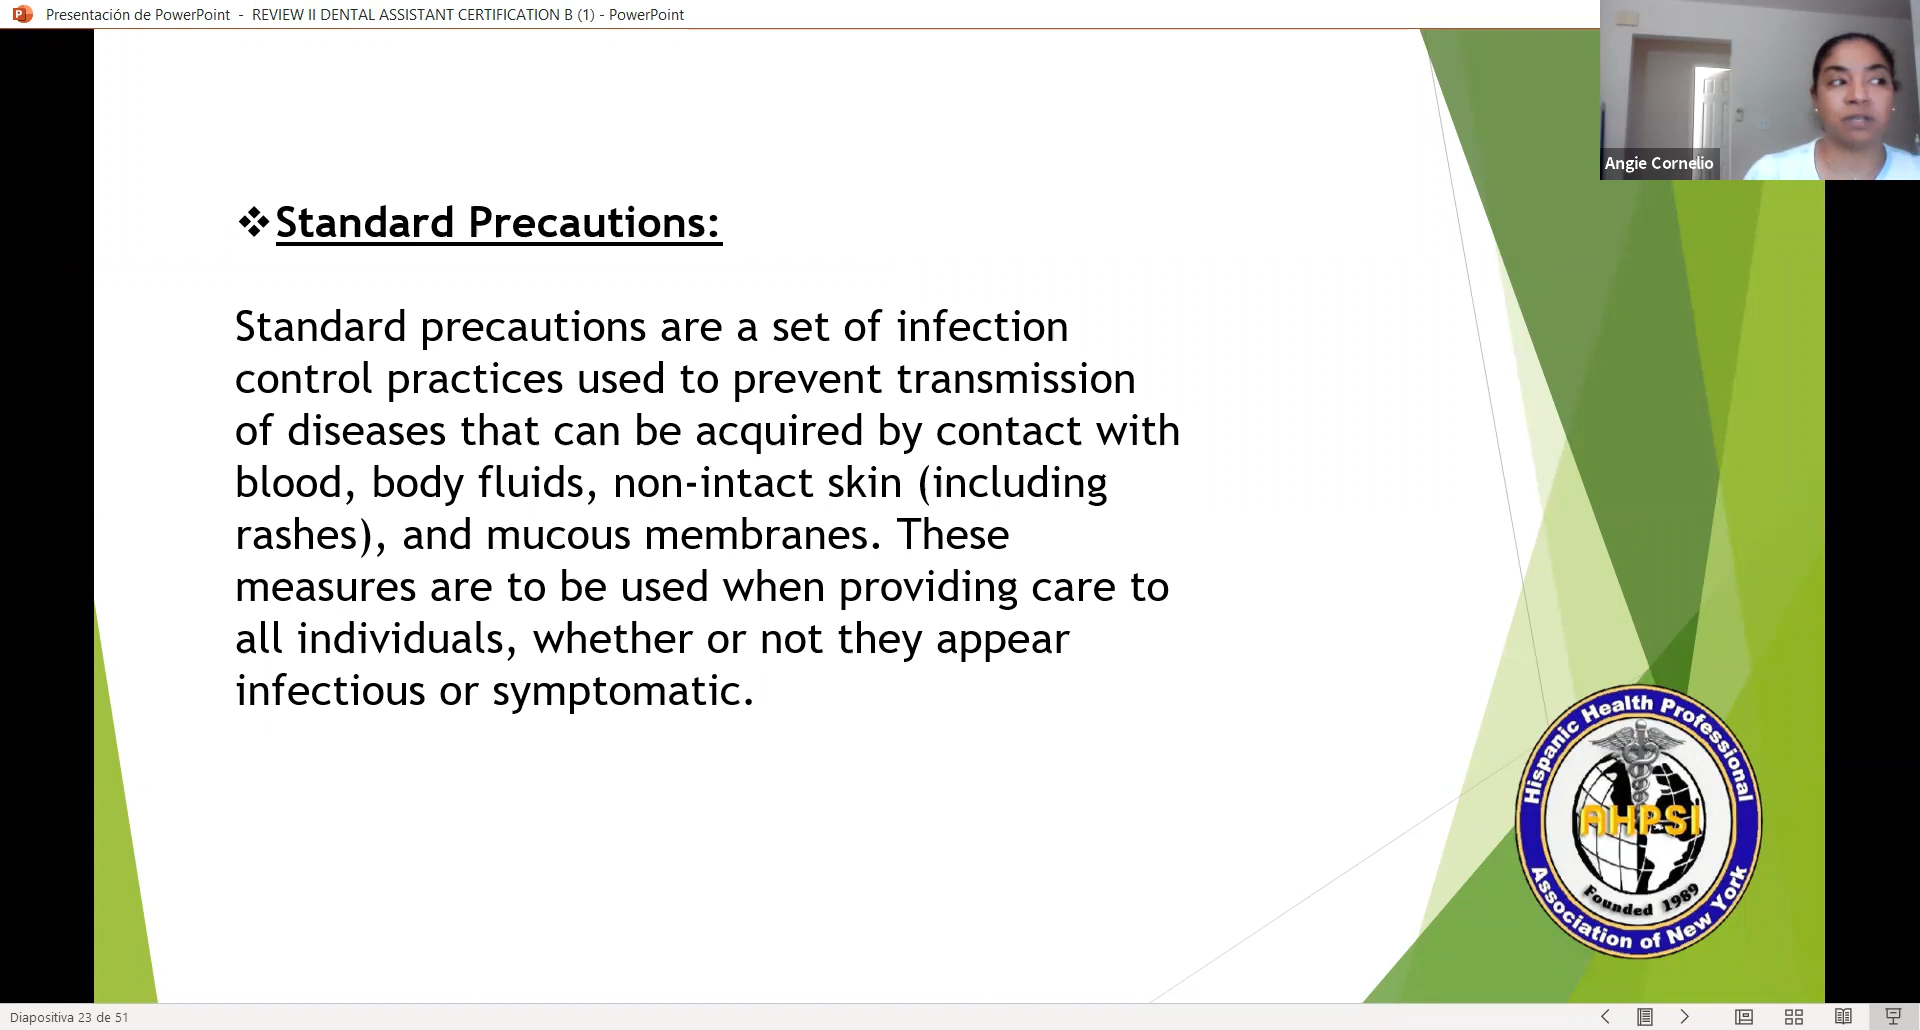 Presentación de PowerPoint - REVIEW II DENTAL ASSISTANT CERTIFICATION B (1) - PowerPoint
Angie Cornelio
❖Standard Precautions:
Standard precautions are a set of infection
control practices used to prevent transmission
of diseases that can be acquired by contact with
blood, body fluids, non-intact skin (including
rashes), and mucous membranes. These
measures are to be used when providing care to
all individuals, whether or not they appear
infectious or symptomatic.
Hispanic Health Professional
AHPSI
Founded 1989
Association of New York
Diapositiva 23 de 51